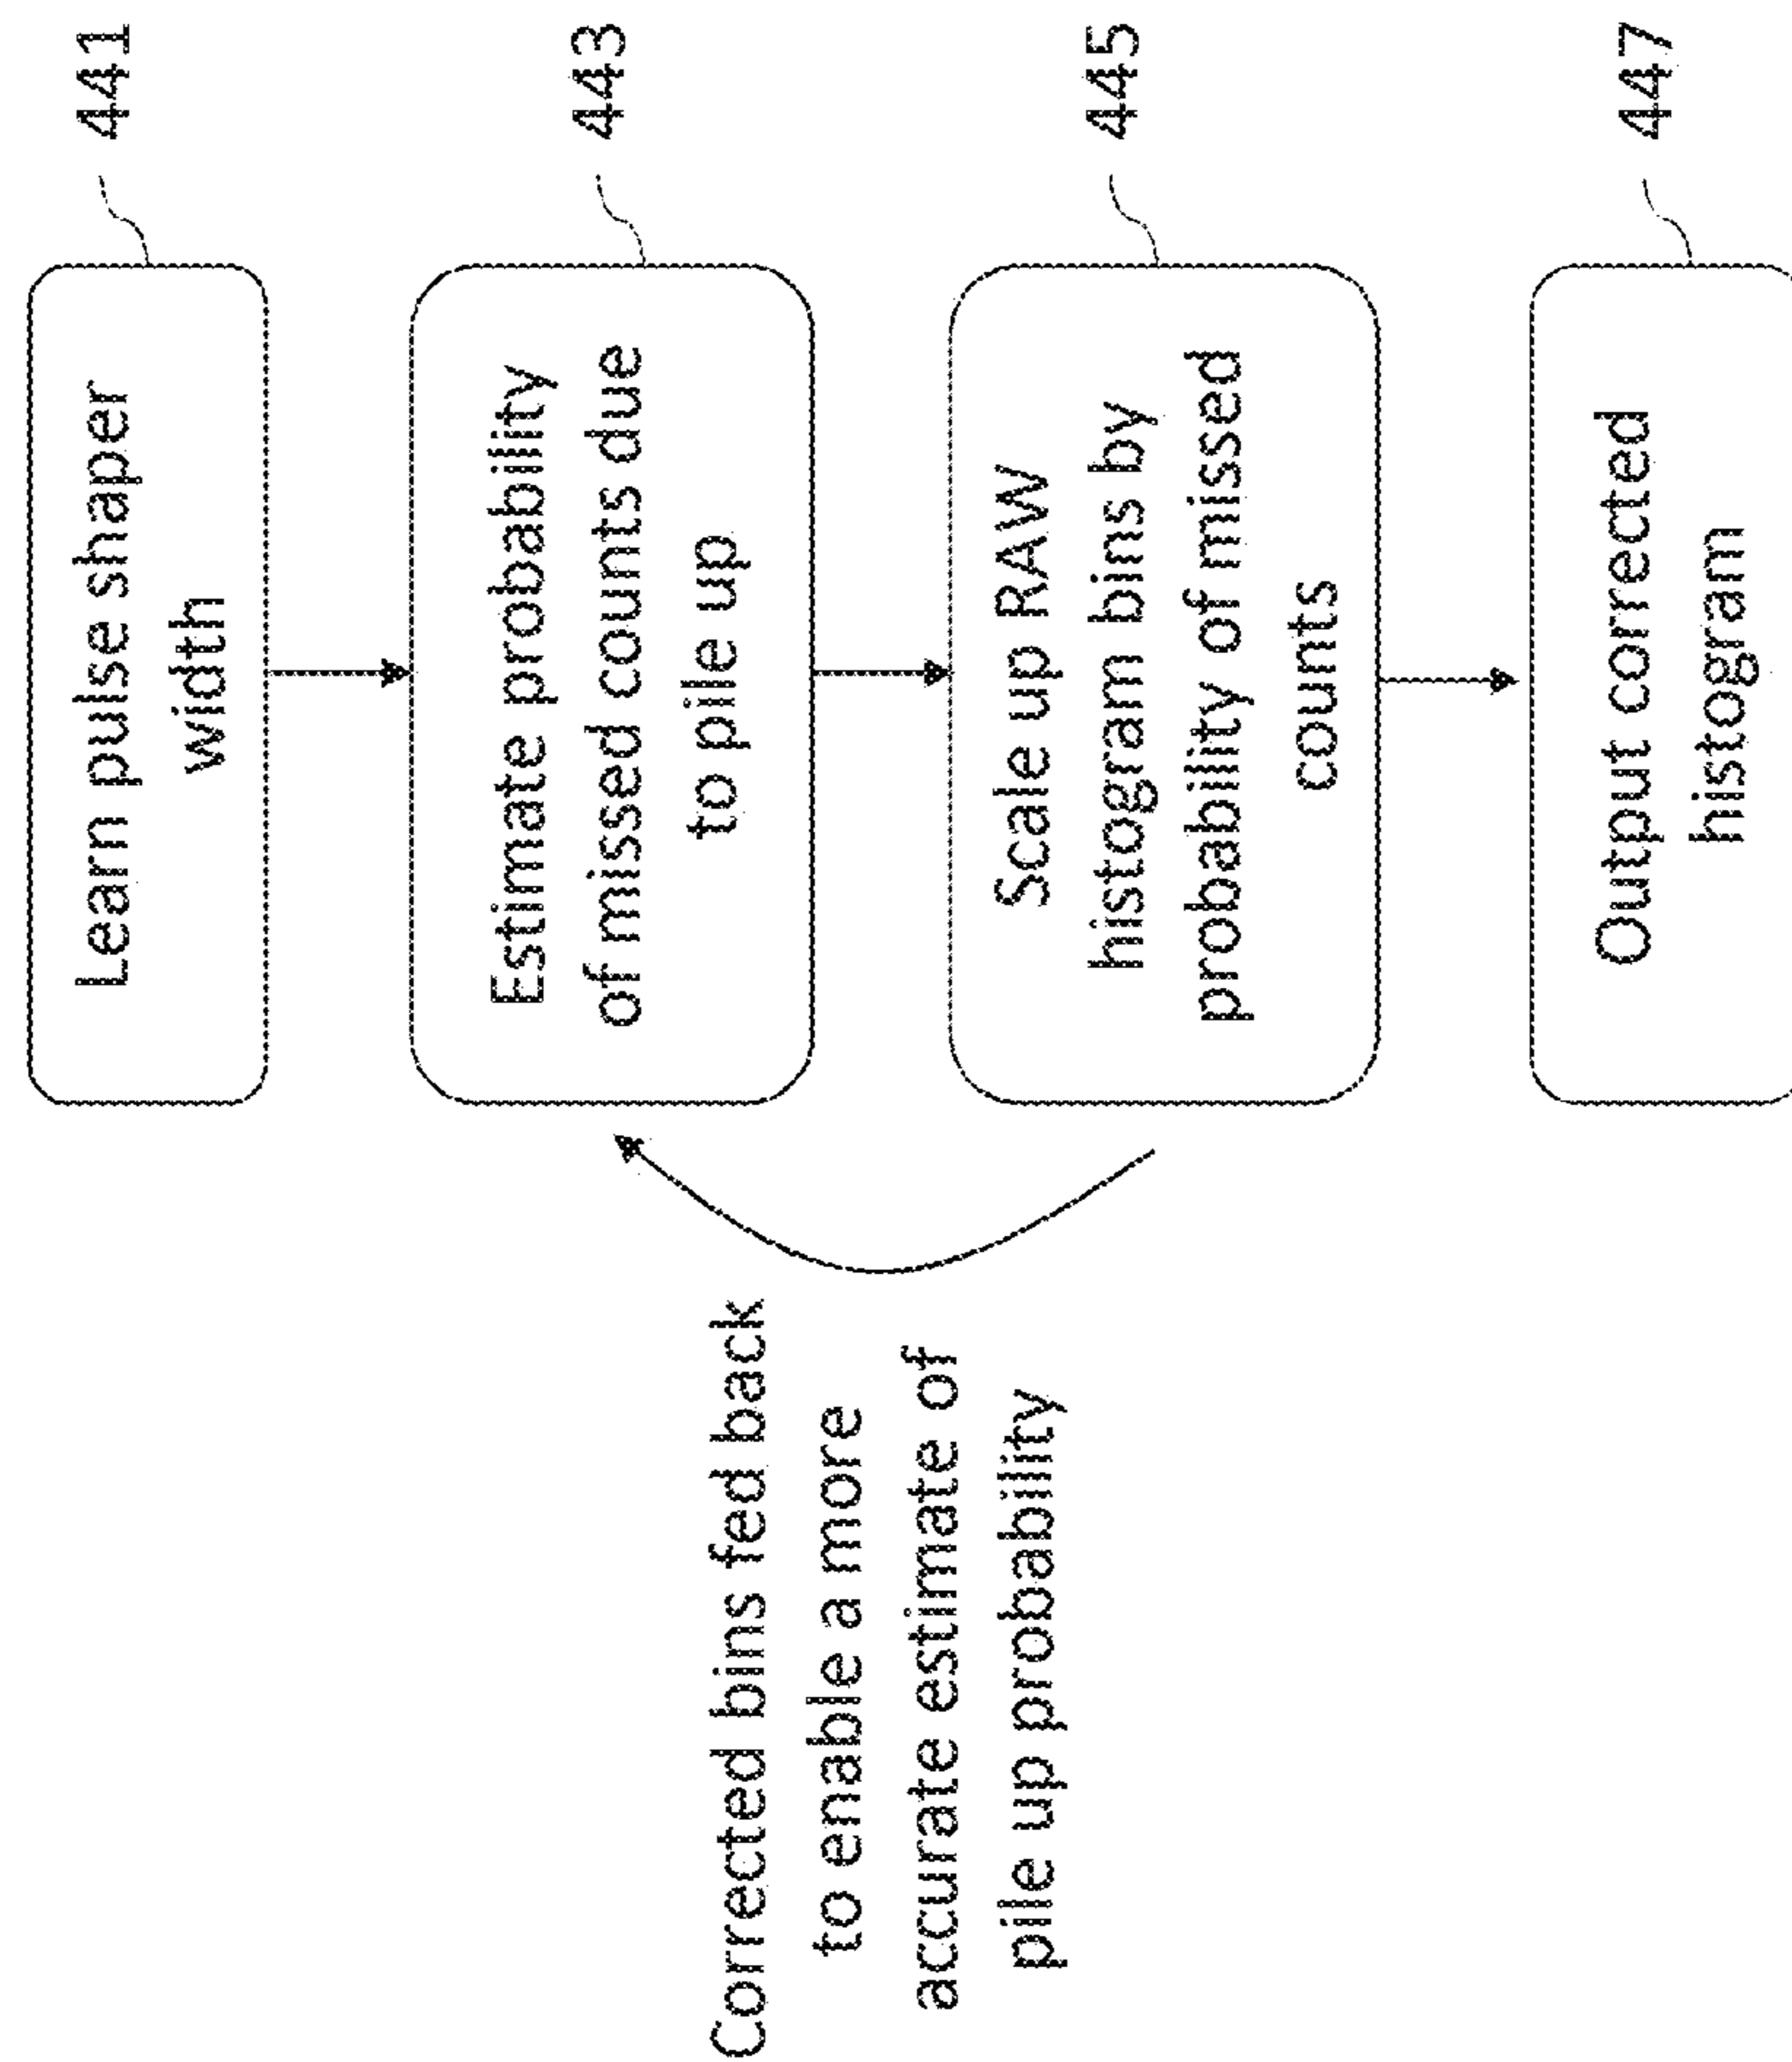 Learn pulse shaper
width
441
Estimate probability
of missed counts due
to pile up
443
Scale up RAW
histogram bins by
probability of missed
counts
445
Output corrected
histogram
447
Corrected bins fed back
to enable a more
accurate estimate of
pile up probability